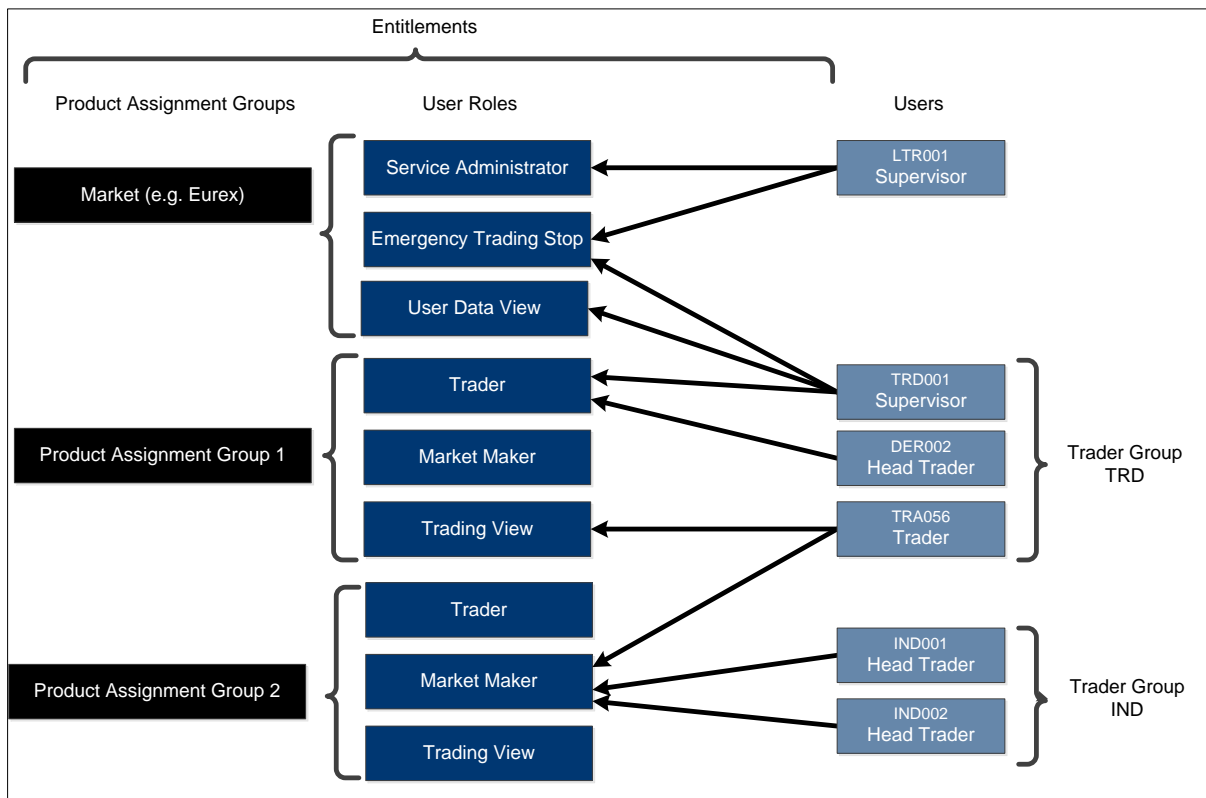 Entitlements
Product Assignment Groups
User Roles
Users
Market (e.g. Eurex)
Service Administrator
Emergency Trading Stop
User Data View
LTR001
Supervisor
Product Assignment Group 1
Trader
Market Maker
Trading View
TRD001
Supervisor
DER002
Head Trader
TRA056
Trader
Trader Group
TRD
Product Assignment Group 2
Trader
Market Maker
Trading View
IND001
Head Trader
IND002
Head Trader
Trader Group
IND